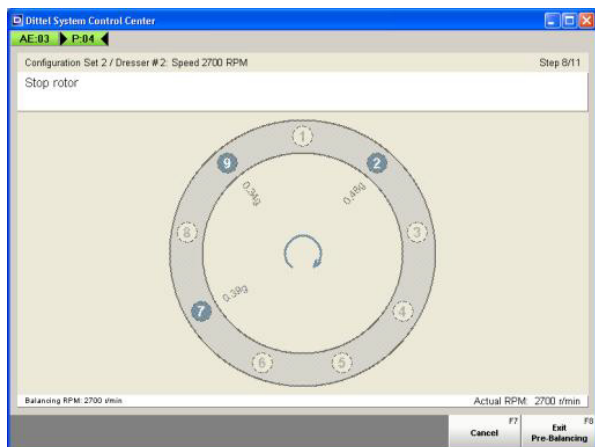 Dittel System Control Center
AE:03 P:04
Configuration Set 2 / Dresser # 2: Speed 2700 RPM Step 8/11
Stop rotor
1
9 2
0.34g 0.48g
8 3
0.39g
7 4
6 5
Balancing RPM: 2700 r/min Actual RPM: 2700 r/min
F7 F8
Cancel Exit
Pre-Balancing